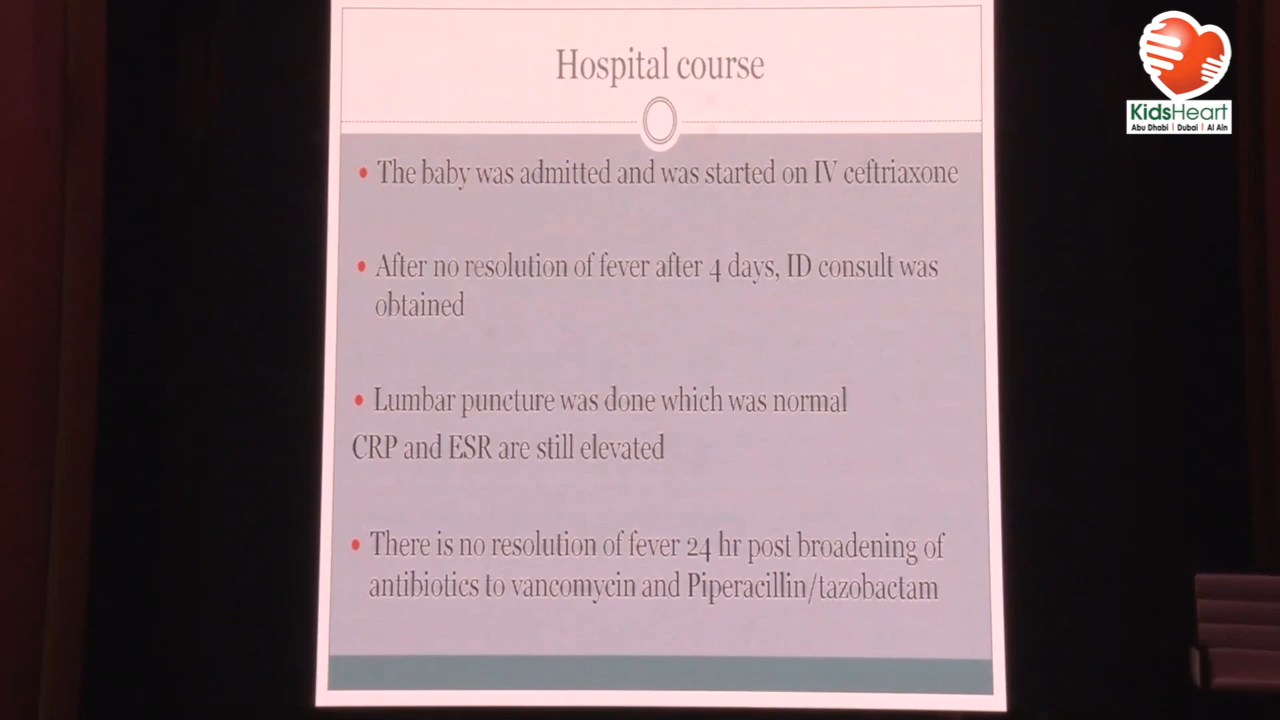 Hospital course
• The baby was admitted and was started on IV ceftriaxone
• After no resolution of fever after 4 days, ID consult was
obtained
• Lumbar puncture was done which was normal
CRP and ESR are still elevated
• There is no resolution of fever 24 hr post broadening of
antibiotics to vancomycin and Piperacillin/tazobactam
KidsHeart
Abu Dhabi | Dubai | Al Ain